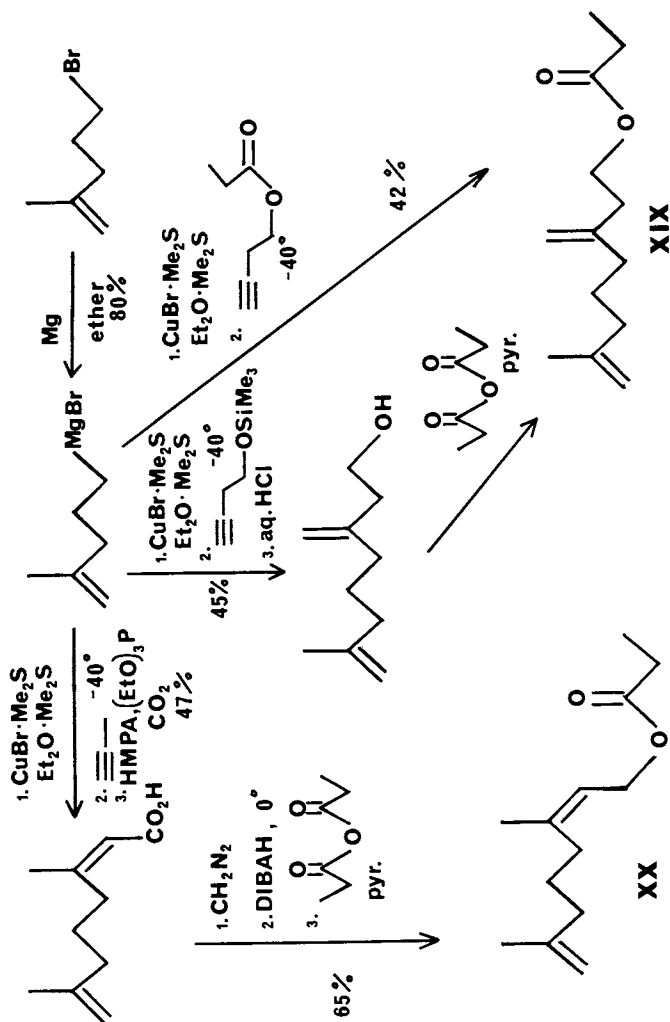 Br
Mg
ether
80%
MgBr
1.CuBr·Me₂S
Et₂O·Me₂S
2.
-40°
3.HMPA,(EtO)₃P
CO₂
47%
CO₂H
1.CuBr·Me₂S
Et₂O·Me₂S
2.
-40°
OSiMe₃
3.aq.HCl
45%
OH
1.CuBr·Me₂S
Et₂O·Me₂S
2.
O
O
-40°
42%
O
O
O
pyr.
1.CH₂N₂
2.DIBAH, 0°
3.
O
O
O
pyr.
65%
O
O
XX
O
O
XIX